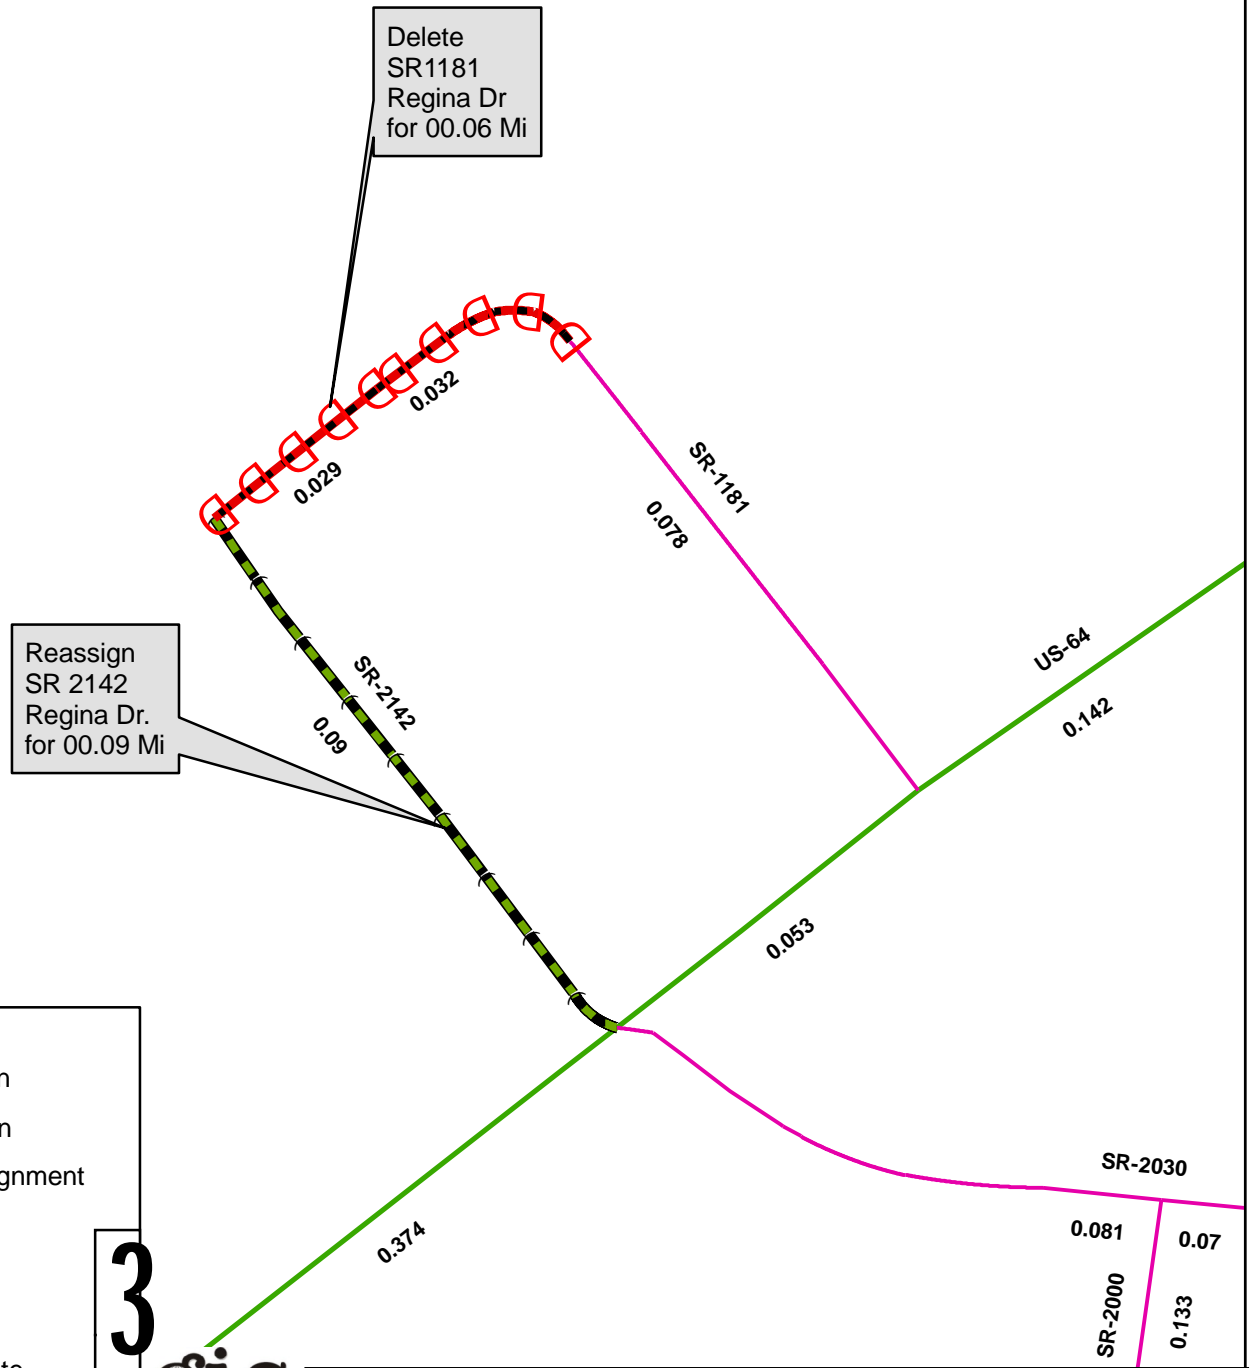 Delete
SR1181
Regina Dr
for 00.06 Mi
0.032
0.029
SR-1181
0.078
US-64
0.142
Reassign
SR 2142
Regina Dr.
for 00.09 Mi
SR-2142
0.09
0.053
SR-2030
0.081
0.07
0.374
SR-2000
0.133
3